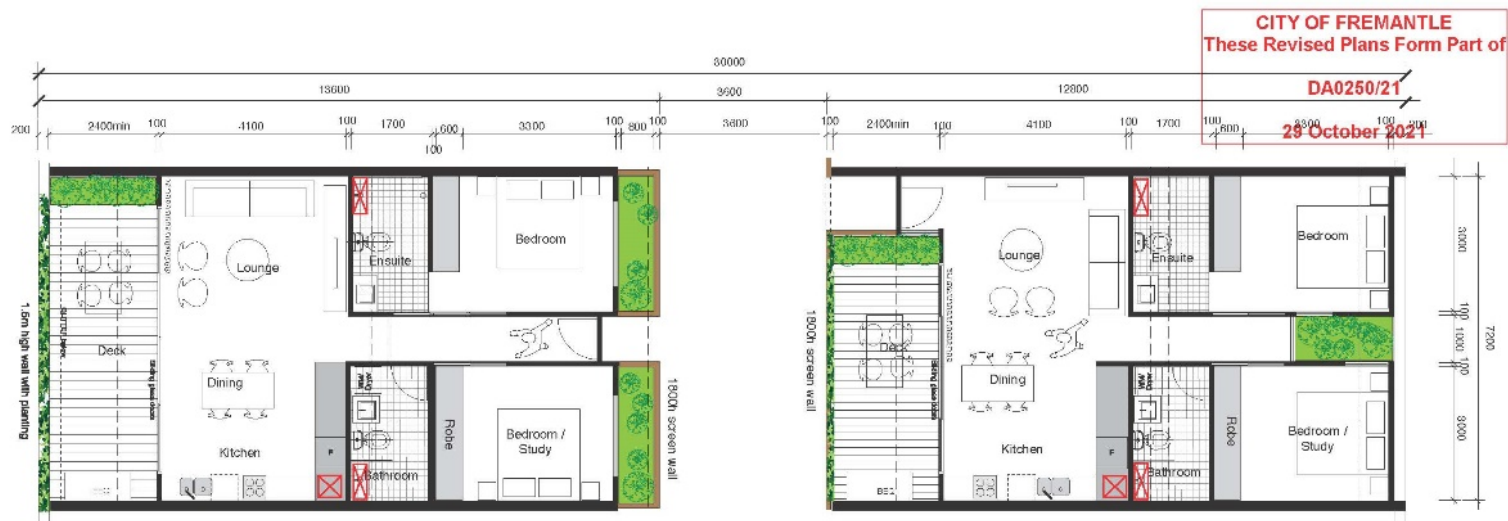 CITY OF FREMANTLE
These Revised Plans Form Part of
DA0250/21
29 October 2021
30000
13600
3600
12800
200
2400min
100
4100
100
1700
100
600
3300
100
800
100
3600
100
2400min
100
4100
100
1700
100
600
3300
100
200
1.5m high wall with planting
Deck
Lounge
Dining
Kitchen
F
Ensuite
Bathroom
Robe
Bedroom
Bedroom /
Study
1800h screen wall
1800h screen wall
Deck
Lounge
Dining
Kitchen
F
Ensuite
Bathroom
Robe
Bedroom
Bedroom /
Study
3000
100
1000
100
3000
7200